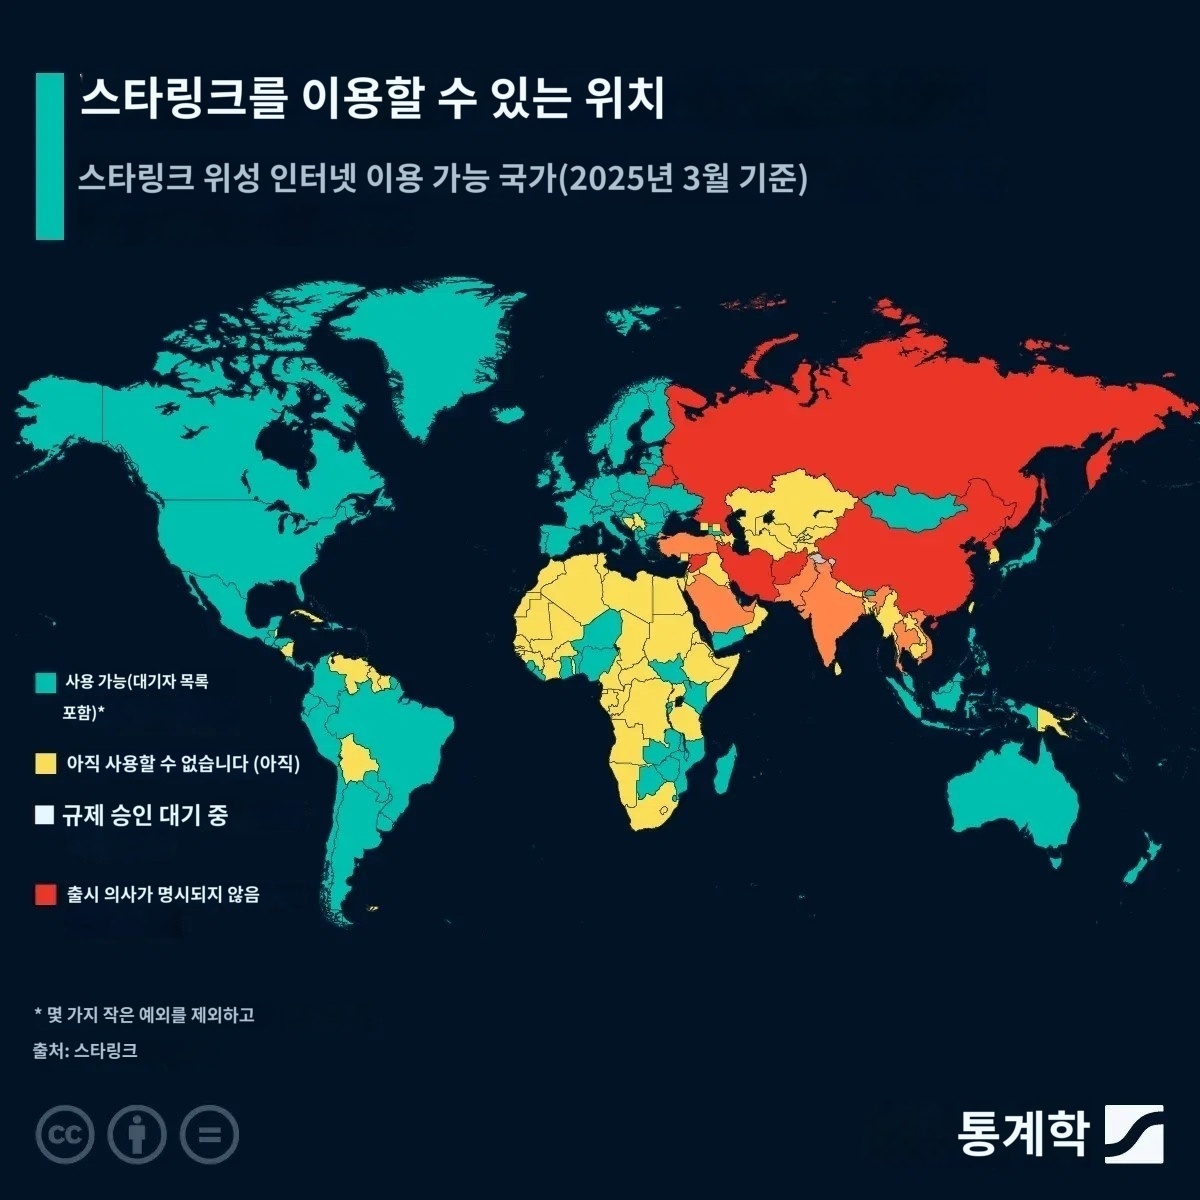 스타링크를 이용할 수 있는 위치
스타링크 위성 인터넷 이용 가능 국가(2025년 3월 기준)
사용 가능(대기자 목록
포함)*
아직 사용할 수 없습니다 (아직)
규제 승인 대기 중
출시 의사가 명시되지 않음
* 몇 가지 작은 예외를 제외하고
출처: 스타링크
cc
통계학